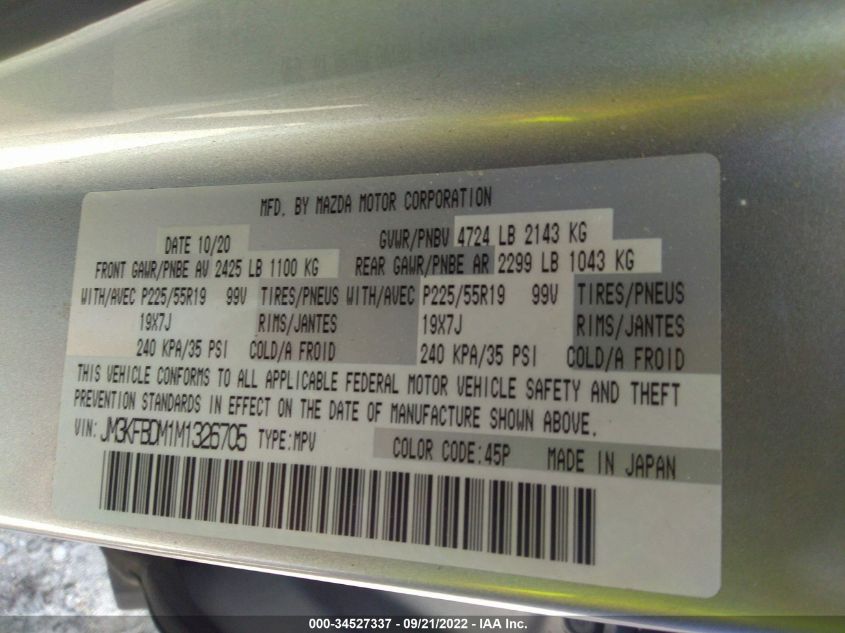 MFD. BY MAZDA MOTOR CORPORATION
DATE 10/20 GVWR/PNBV 4724 LB 2143 KG
FRONT GAWR/PNBE AV 2425 LB 1100 KG REAR GAWR/PNBE AR 2299 LB 1043 KG
WITH/AVEC P225/55R19 99V TIRES/PNEUS WITH/AVEC P225/55R19 99V TIRES/PNEUS
19X7J RIMS/JANTES 19X7J RIMS/JANTES
240 KPA/35 PSI COLD/A FROID 240 KPA/35 PSI COLD/A FROID
THIS VEHICLE CONFORMS TO ALL APPLICABLE FEDERAL MOTOR VEHICLE SAFETY AND THEFT
PREVENTION STANDARDS IN EFFECT ON THE DATE OF MANUFACTURE SHOWN ABOVE.
VIN: JM3KFBDM1M1326705 TYPE:MPV COLOR CODE:45P MADE IN JAPAN
000-34527337 - 09/21/2022 - IAA Inc.